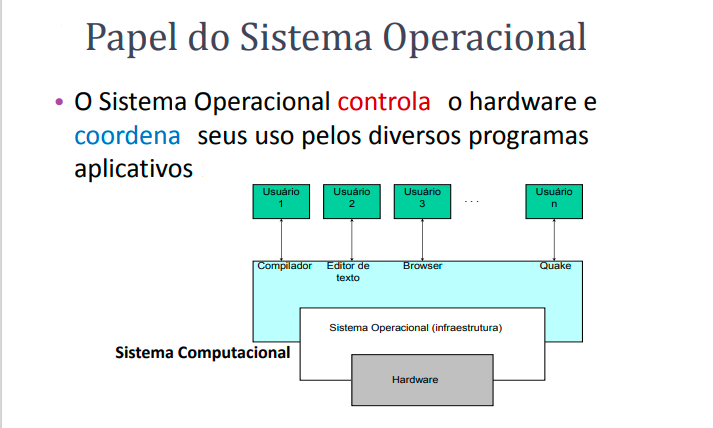 Papel do Sistema Operacional
• O Sistema Operacional controla o hardware e
coordena seus uso pelos diversos programas
aplicativos
Usuário
1
Usuário
2
Usuário
3
. . .
Usuário
n
Compilador
Editor de
texto
Browser
Quake
Sistema Operacional (infraestrutura)
Sistema Computacional
Hardware